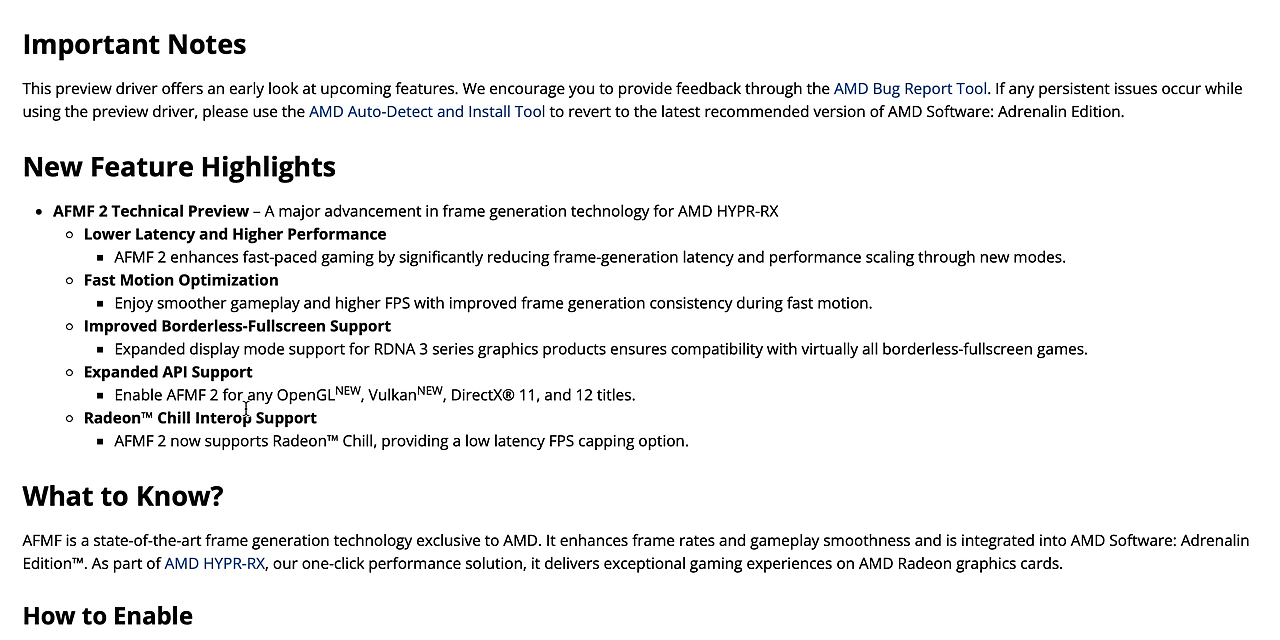 Important Notes
This preview driver offers an early look at upcoming features. We encourage you to provide feedback through the AMD Bug Report Tool. If any persistent issues occur while
using the preview driver, please use the AMD Auto-Detect and Install Tool to revert to the latest recommended version of AMD Software: Adrenalin Edition.
New Feature Highlights
• AFMF 2 Technical Preview – A major advancement in frame generation technology for AMD HYPR-RX
○ Lower Latency and Higher Performance
▪ AFMF 2 enhances fast-paced gaming by significantly reducing frame-generation latency and performance scaling through new modes.
○ Fast Motion Optimization
▪ Enjoy smoother gameplay and higher FPS with improved frame generation consistency during fast motion.
○ Improved Borderless-Fullscreen Support
▪ Expanded display mode support for RDNA 3 series graphics products ensures compatibility with virtually all borderless-fullscreen games.
○ Expanded API Support
▪ Enable AFMF 2 for any OpenGLNEW, VulkanNEW, DirectX® 11, and 12 titles.
○ Radeon™ Chill Interop Support
▪ AFMF 2 now supports Radeon™ Chill, providing a low latency FPS capping option.
What to Know?
AFMF is a state-of-the-art frame generation technology exclusive to AMD. It enhances frame rates and gameplay smoothness and is integrated into AMD Software: Adrenalin
Edition™. As part of AMD HYPR-RX, our one-click performance solution, it delivers exceptional gaming experiences on AMD Radeon graphics cards.
How to Enable